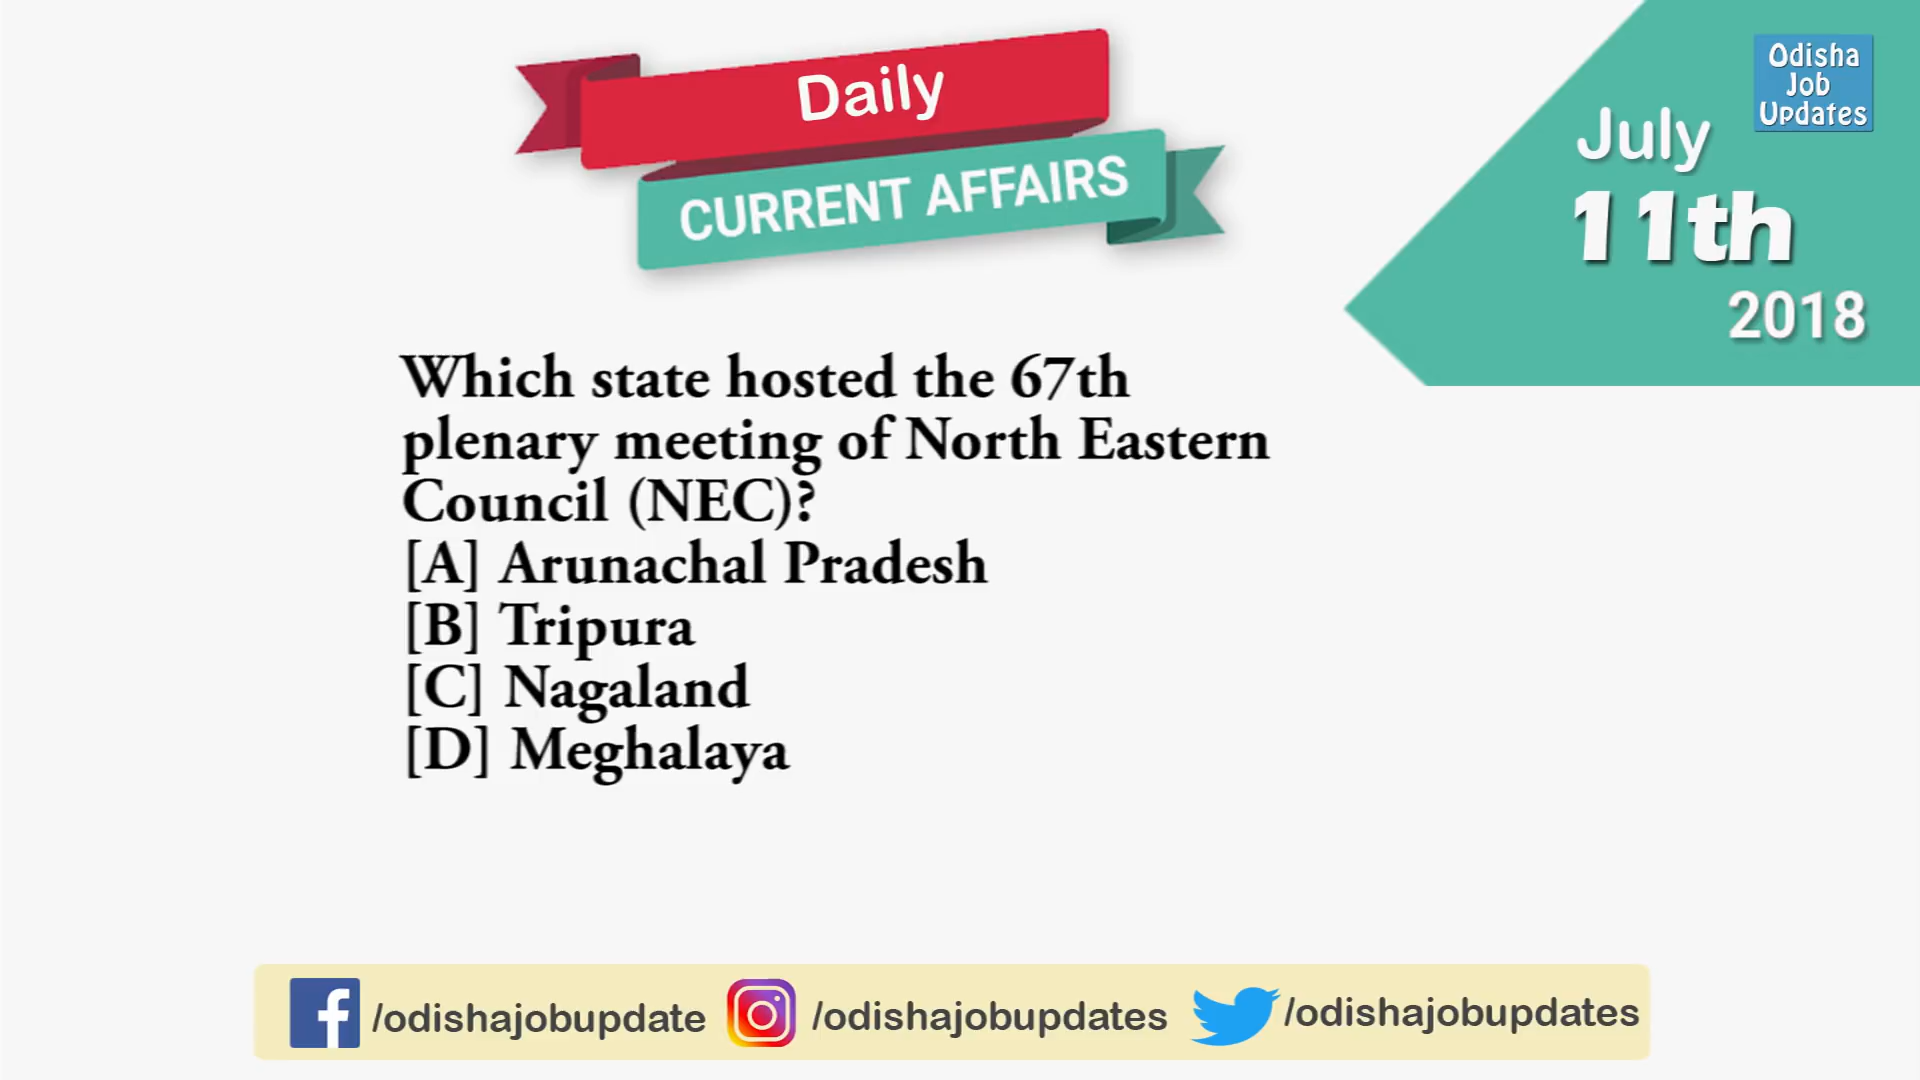 Daily
CURRENT AFFAIRS
Odisha
Job
Updates
July
11th
2018
Which state hosted the 67th
plenary meeting of North Eastern
Council (NEC)?
[A] Arunachal Pradesh
[B] Tripura
[C] Nagaland
[D] Meghalaya
/odishajobupdate /odishajobupdates /odishajobupdates